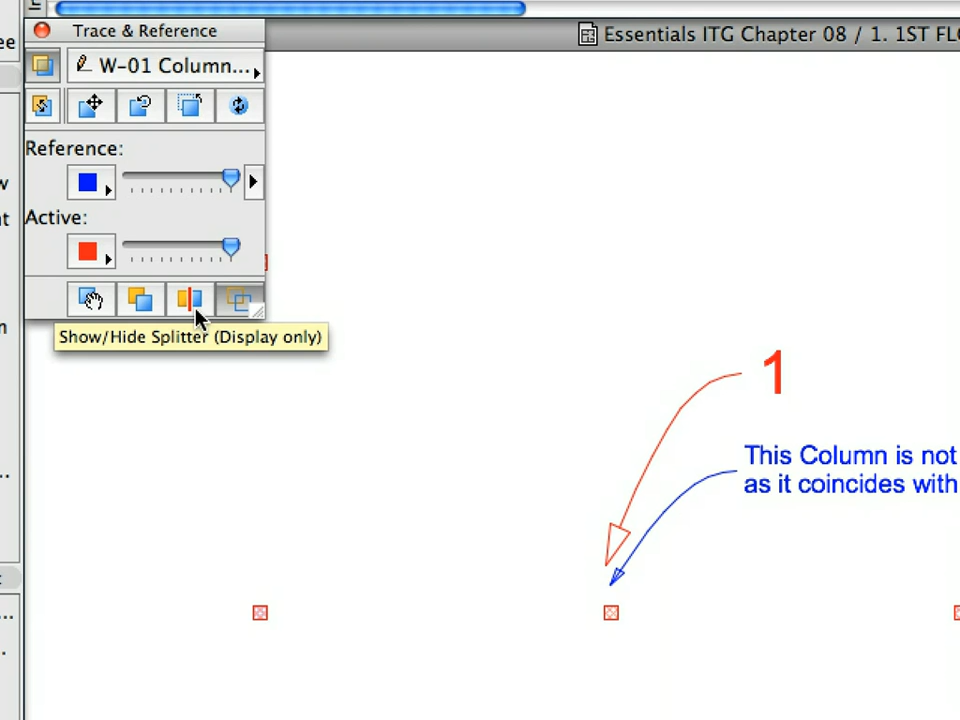 Trace & Reference
Essentials ITG Chapter 08 / 1. 1ST FL
W-01 Column...
Reference:
Active:
Show/Hide Splitter (Display only)
1
This Column is not
as it coincides with